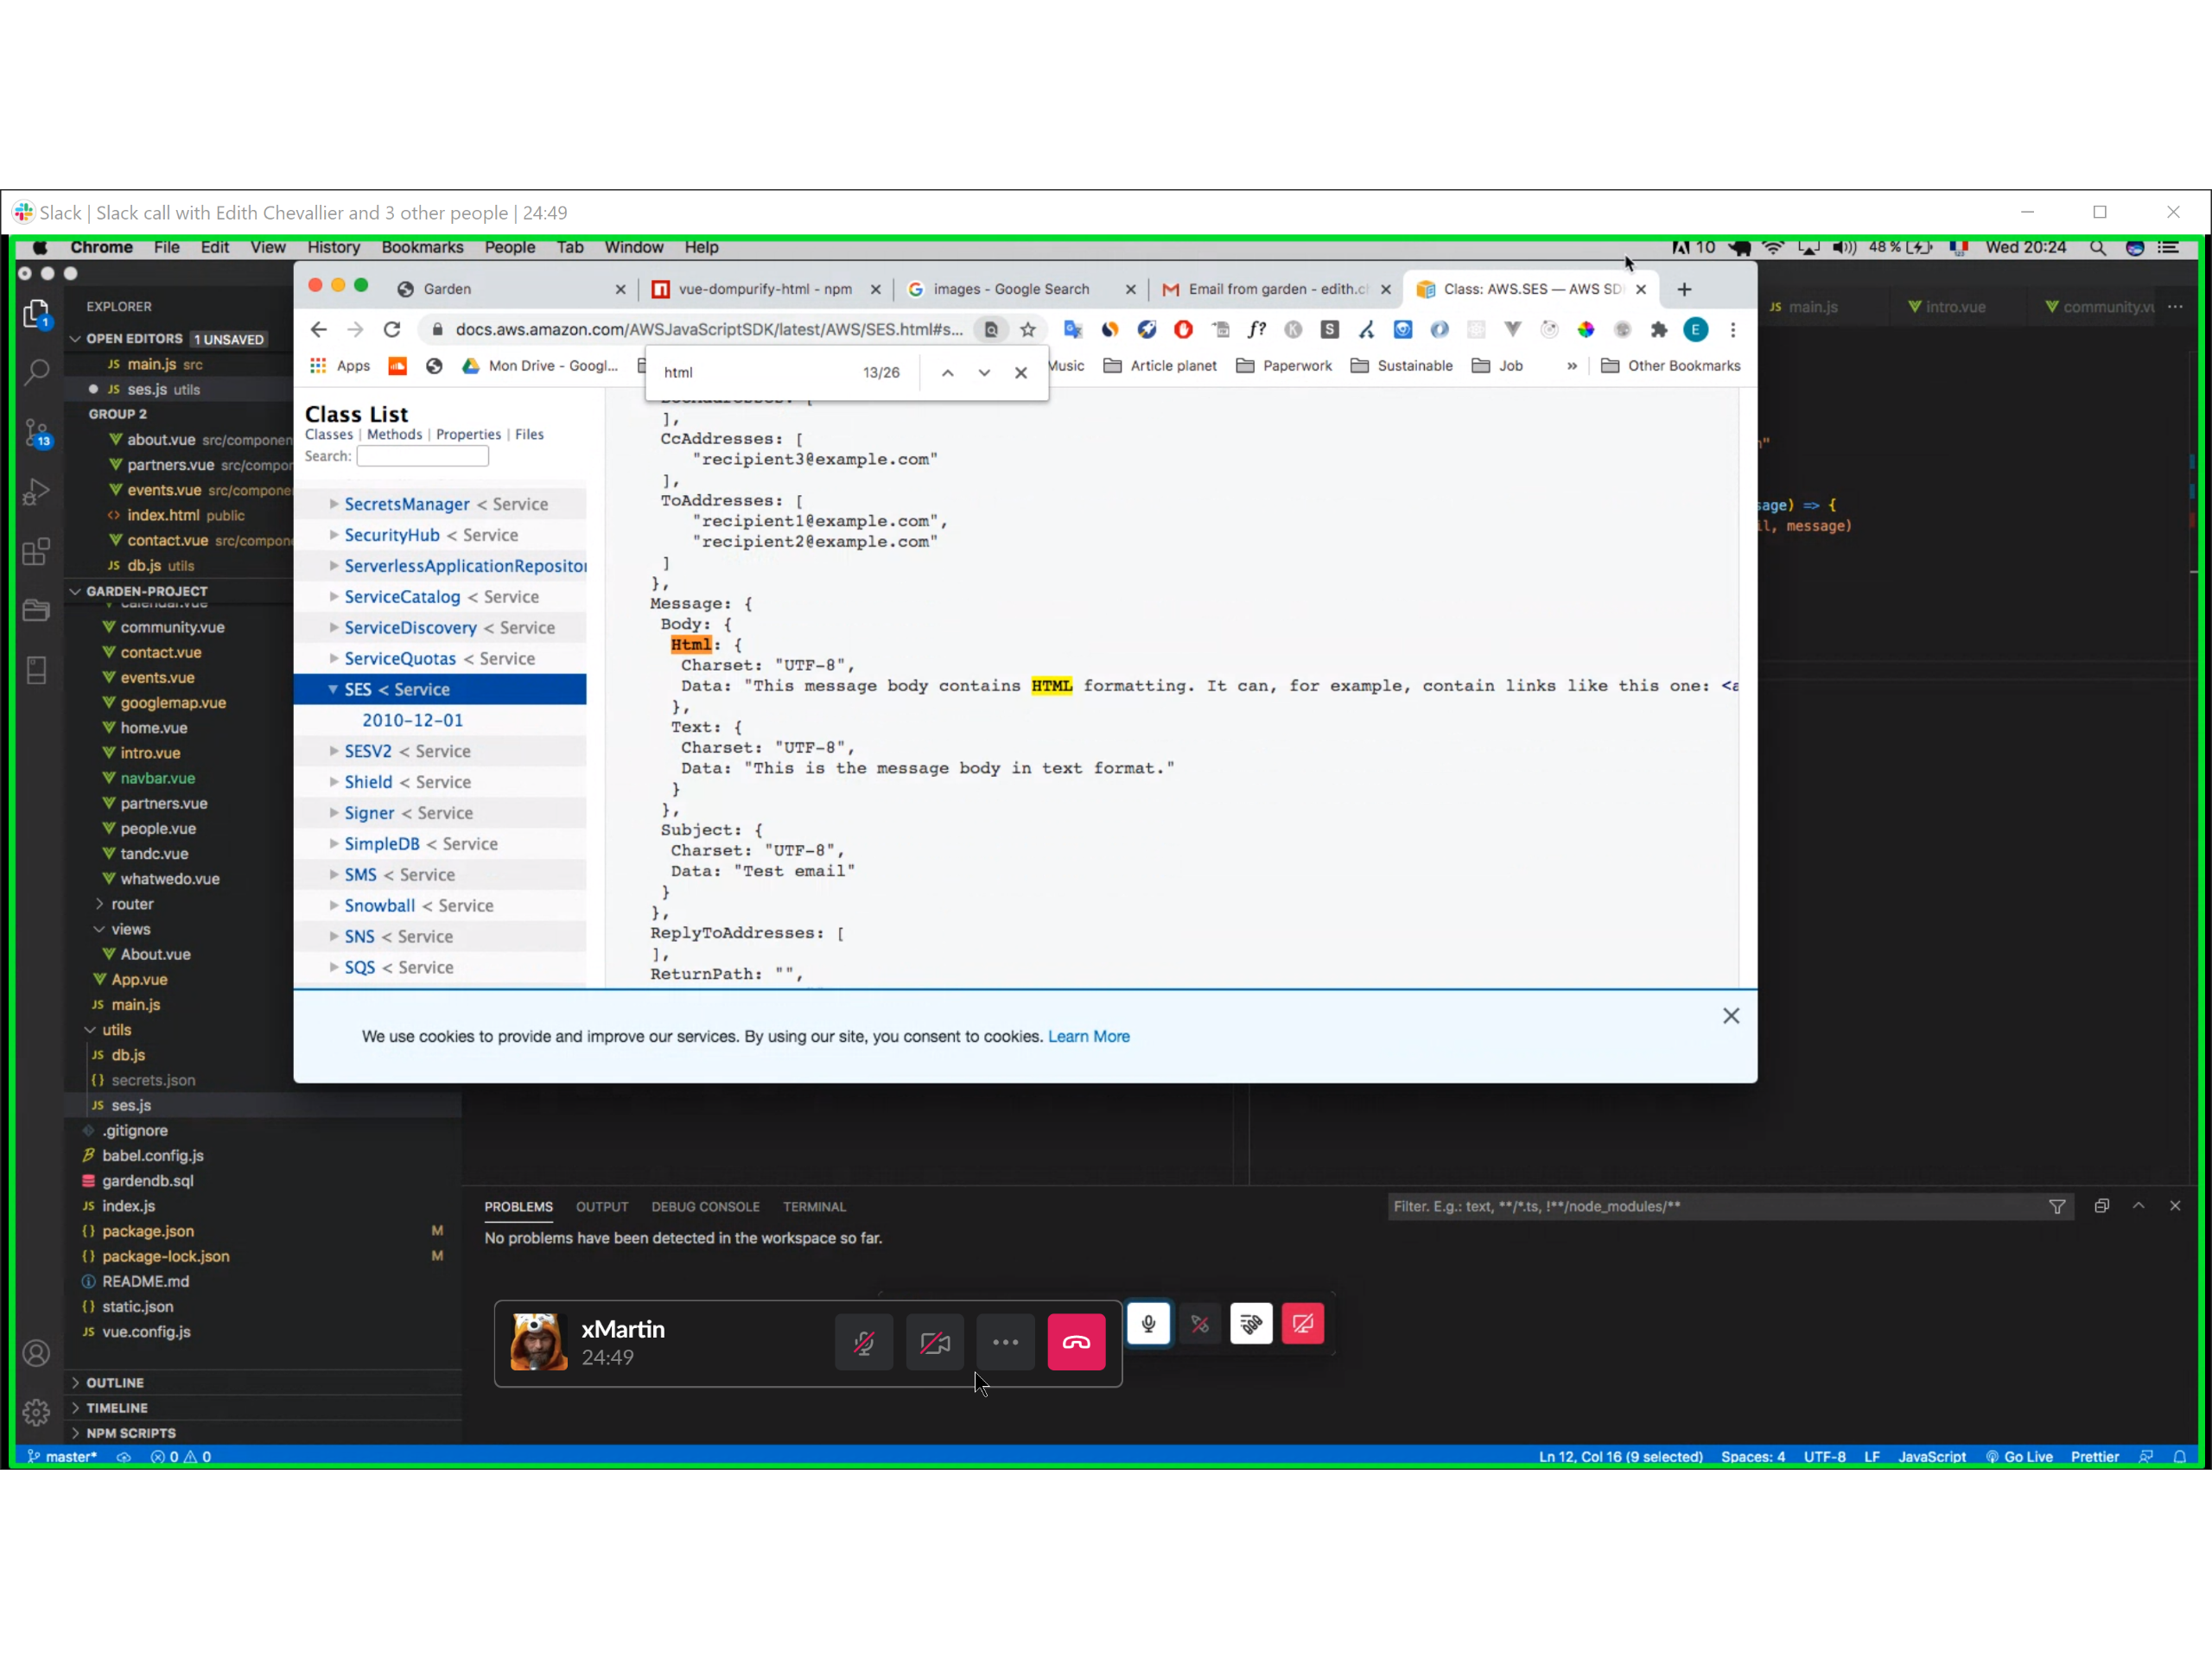 Slack | Slack call with Edith Chevallier and 3 other people | 24:49
Chrome File Edit View History Bookmarks People Tab Window Help
10 48 % Wed 20:24
Garden
vue-dompurify-html - npm
images - Google Search
Email from garden - edith.cl
Class: AWS.SES — AWS SD
docs.aws.amazon.com/AWSJavaScriptSDK/latest/AWS/SES.html#s...
Apps
Mon Drive - Googl...
Music
Article planet
Paperwork
Sustainable
Job
»
Other Bookmarks
html 13/26
EXPLORER
OPEN EDITORS 1 UNSAVED
JS main.js src
JS ses.js utils
GROUP 2
about.vue src/componen
partners.vue src/compor
events.vue src/compone
<> index.html public
contact.vue src/compon
JS db.js utils
GARDEN-PROJECT
calendar.vue
community.vue
contact.vue
events.vue
googlemap.vue
home.vue
intro.vue
navbar.vue
partners.vue
people.vue
tandc.vue
whatwedo.vue
router
views
About.vue
App.vue
JS main.js
utils
JS db.js
{} secrets.json
JS ses.js
.gitignore
babel.config.js
gardendb.sql
JS index.js
{} package.json M
{} package-lock.json M
README.md
{} static.json
JS vue.config.js
OUTLINE
TIMELINE
NPM SCRIPTS
Class List
Classes | Methods | Properties | Files
Search:
SecretsManager < Service
SecurityHub < Service
ServerlessApplicationRepositor
ServiceCatalog < Service
ServiceDiscovery < Service
ServiceQuotas < Service
SES < Service
2010-12-01
SESV2 < Service
Shield < Service
Signer < Service
SimpleDB < Service
SMS < Service
Snowball < Service
SNS < Service
SQS < Service
],
CcAddresses: [
"recipient3@example.com"
],
ToAddresses: [
"recipient1@example.com",
"recipient2@example.com"
]
},
Message: {
Body: {
Html: {
Charset: "UTF-8",
Data: "This message body contains HTML formatting. It can, for example, contain links like this one: <a
},
Text: {
Charset: "UTF-8",
Data: "This is the message body in text format."
}
},
Subject: {
Charset: "UTF-8",
Data: "Test email"
}
},
ReplyToAddresses: [
],
ReturnPath: "",
We use cookies to provide and improve our services. By using our site, you consent to cookies. Learn More
JS main.js
intro.vue
community.vu
sage) => {
il, message)
PROBLEMS OUTPUT DEBUG CONSOLE TERMINAL
Filter. E.g.: text, **/*.ts, !**/node_modules/**
No problems have been detected in the workspace so far.
xMartin
24:49
master* 0 0
Ln 12, Col 16 (9 selected) Spaces: 4 UTF-8 LF JavaScript Go Live Prettier